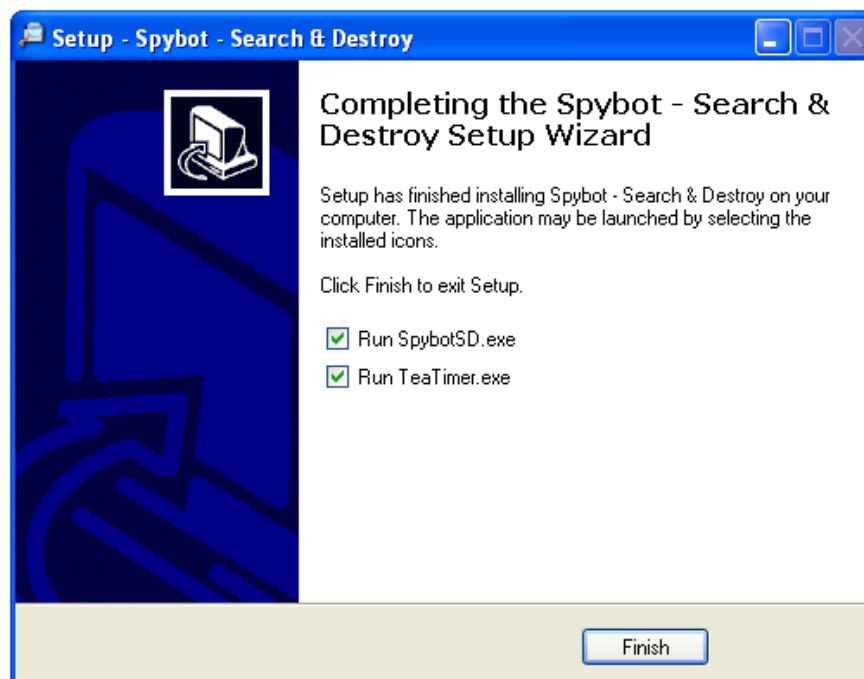 Setup - Spybot - Search & Destroy
Completing the Spybot - Search &
Destroy Setup Wizard
Setup has finished installing Spybot - Search & Destroy on your
computer. The application may be launched by selecting the
installed icons.
Click Finish to exit Setup.
Run SpybotSD.exe
Run TeaTimer.exe
Finish